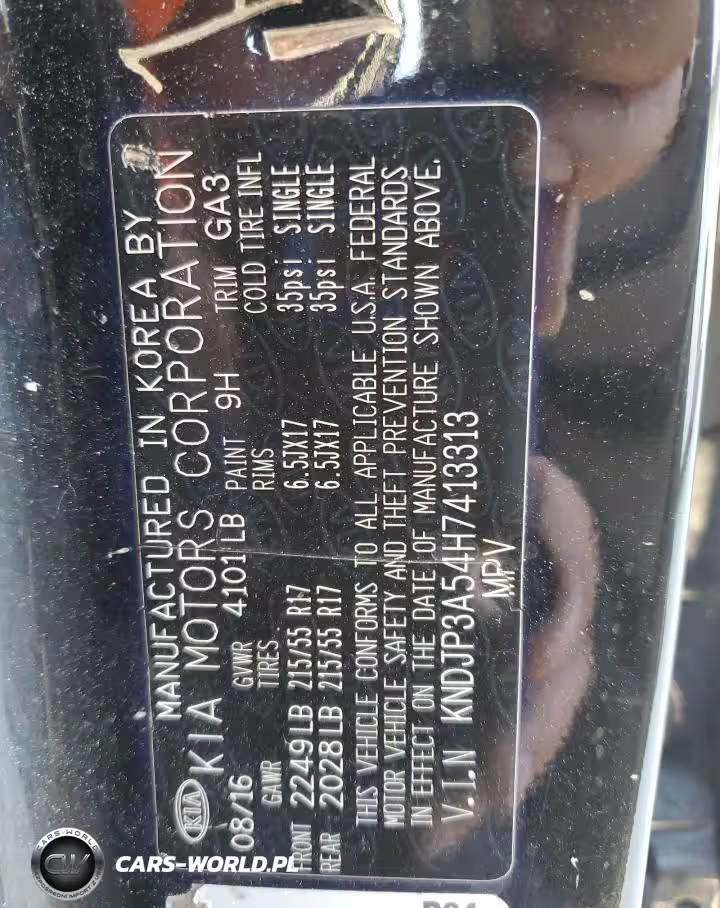 MANUFACTURED IN KOREA BY
KIA KIA MOTORS CORPORATION
08/16 GVWR 4101LB PAINT 9H TRIM GA3
GAWR TIRES RIMS COLD TIRE INFL
FRONT 2249LB 215/55 R17 6.5JX17 35psi SINGLE
REAR 2028LB 215/55 R17 6.5JX17 35psi SINGLE
THIS VEHICLE CONFORMS TO ALL APPLICABLE U.S.A. FEDERAL
MOTOR VEHICLE SAFETY AND THEFT PREVENTION STANDARDS
IN EFFECT ON THE DATE OF MANUFACTURE SHOWN ABOVE.
V.I.N KNDJP3A54H7413313
MPV
CARS-WORLD
CW
CARS-WORLD.PL